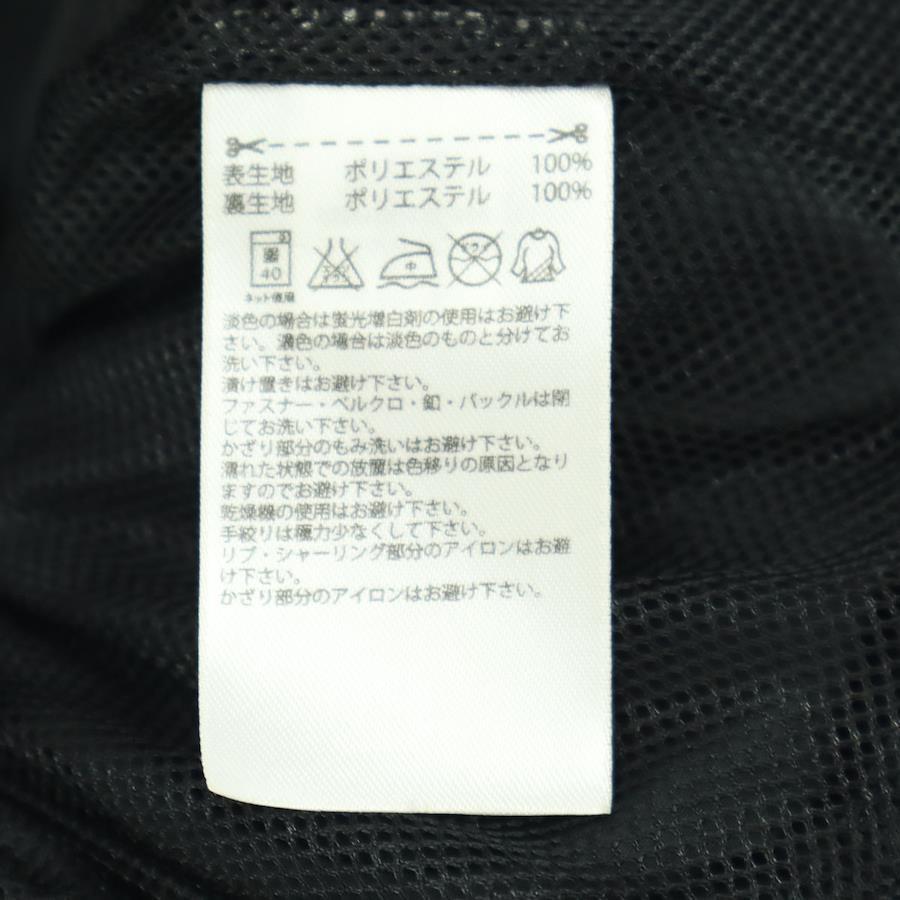 表生地 ポリエステル 100%
裏生地 ポリエステル 100%
弱
40
ネット使用
エンソ
サラシ
中
ドライ
淡色の場合は蛍光増白剤の使用はお避け下
さい。濃色の場合は淡色のものと分けてお
洗い下さい。
漬け置きはお避け下さい。
ファスナー・ベルクロ・釦・バックルは閉
じてお洗い下さい。
かざり部分のもみ洗いはお避け下さい。
濡れた状態での放置は色移りの原因となり
ますのでお避け下さい。
乾燥機の使用はお避け下さい。
手絞りは極力少なくして下さい。
リブ・シャーリング部分のアイロンはお避
け下さい。
かざり部分のアイロンはお避け下さい。